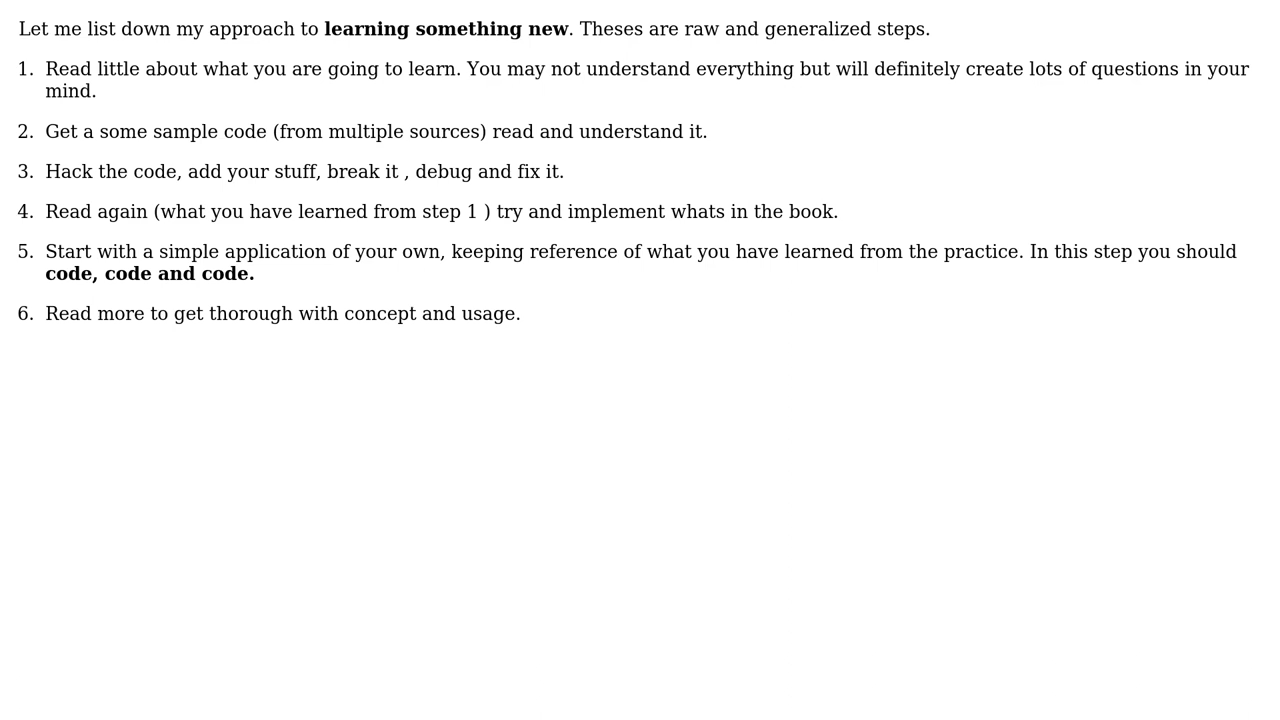 Let me list down my approach to learning something new. Theses are raw and generalized steps.
1. Read little about what you are going to learn. You may not understand everything but will definitely create lots of questions in your
mind.
2. Get a some sample code (from multiple sources) read and understand it.
3. Hack the code, add your stuff, break it , debug and fix it.
4. Read again (what you have learned from step 1 ) try and implement whats in the book.
5. Start with a simple application of your own, keeping reference of what you have learned from the practice. In this step you should
code, code and code.
6. Read more to get thorough with concept and usage.